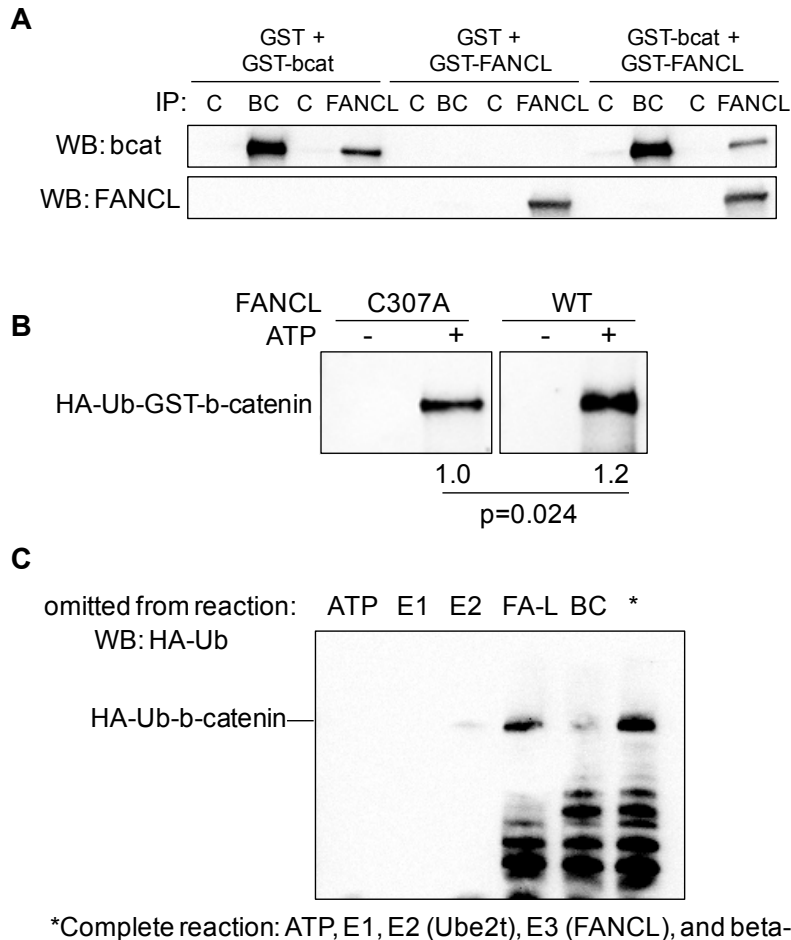 A
GST + GST-bcat
GST + GST-FANCL
GST-bcat + GST-FANCL
IP: C BC C FANCL C BC C FANCL C BC C FANCL
WB: bcat
WB: FANCL
B
FANCL C307A WT
ATP - + - +
HA-Ub-GST-b-catenin
1.0 1.2
p=0.024
C
omitted from reaction: ATP E1 E2 FA-L BC *
WB: HA-Ub
HA-Ub-b-catenin
*Complete reaction: ATP, E1, E2 (Ube2t), E3 (FANCL), and beta-